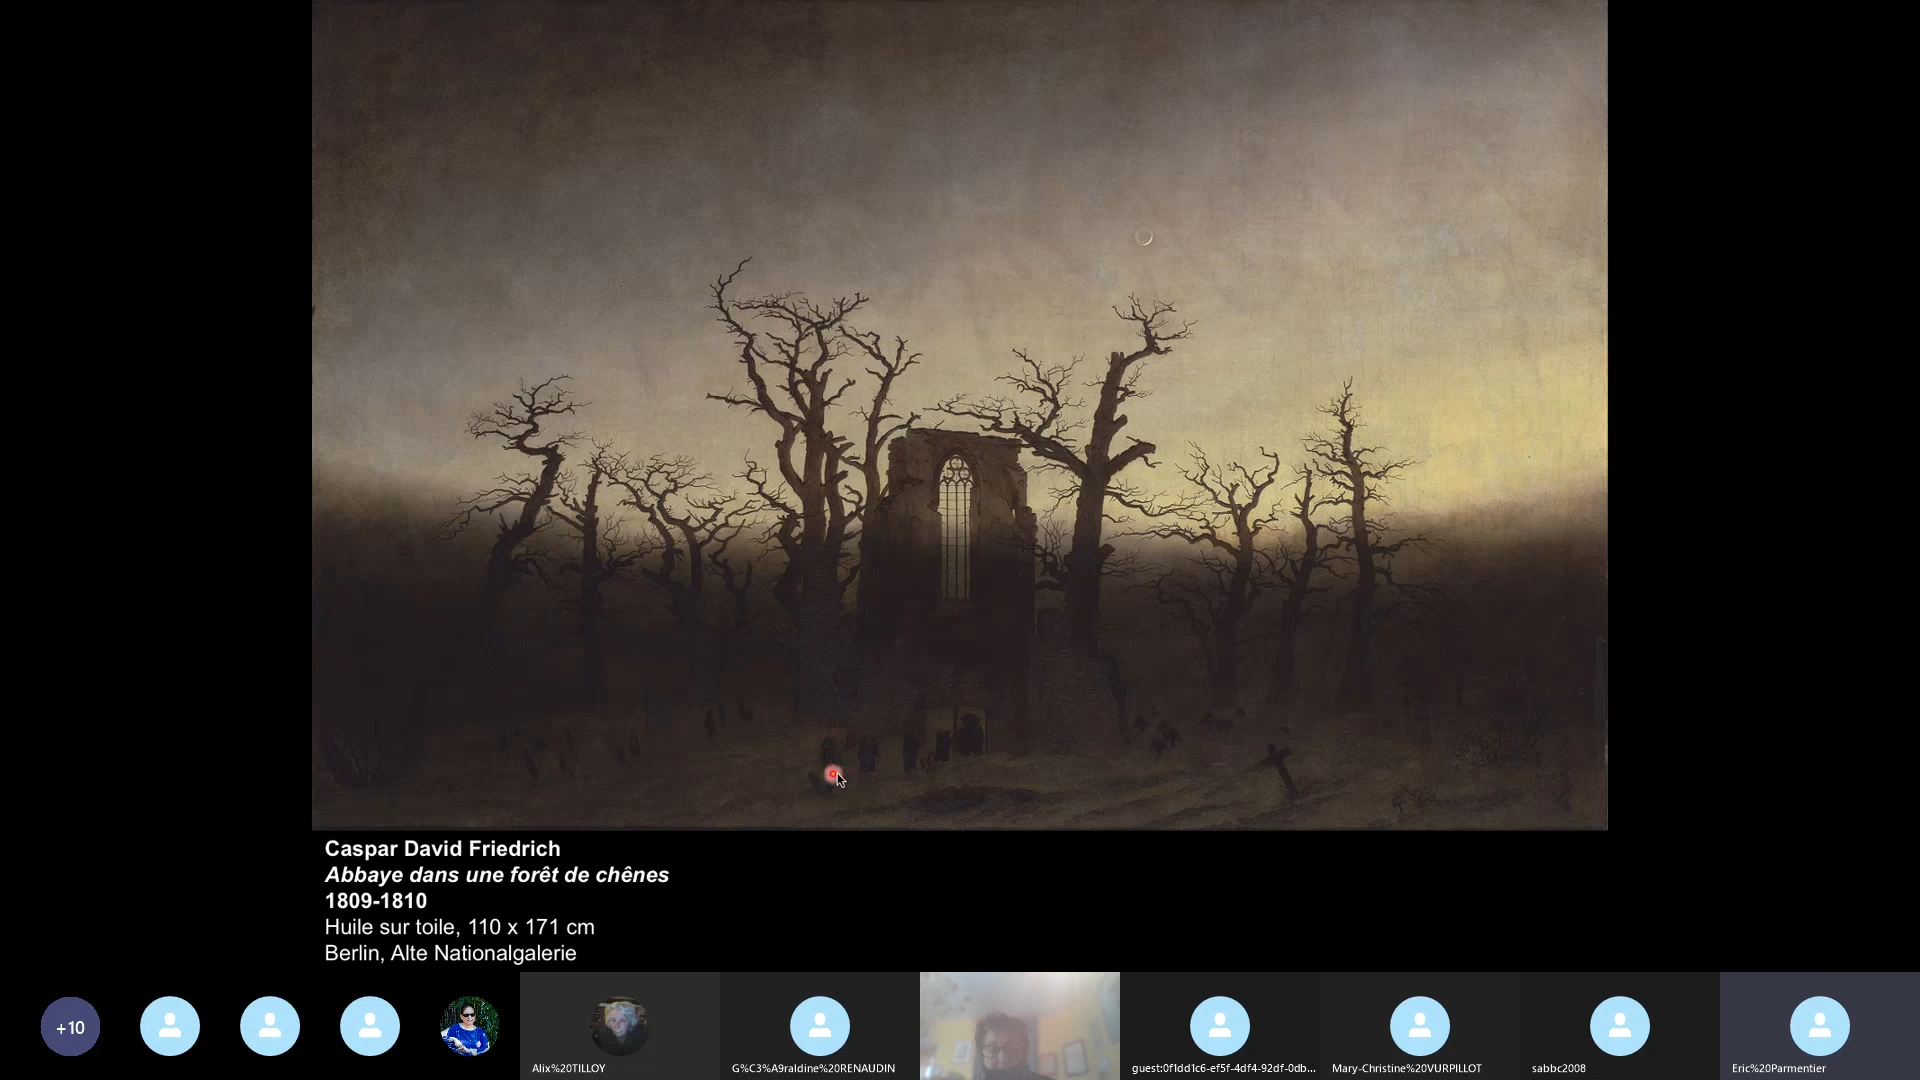 Caspar David Friedrich
Abbaye dans une forêt de chênes
1809-1810
Huile sur toile, 110 x 171 cm
Berlin, Alte Nationalgalerie
+10
Alix%20TILLOY
G%C3%A9raldine%20RENAUDIN
guest:0f1dd1c6-ef5f-4df4-92df-0db...
Mary-Christine%20VURPILLOT
sabbc2008
Eric%20Parmentier